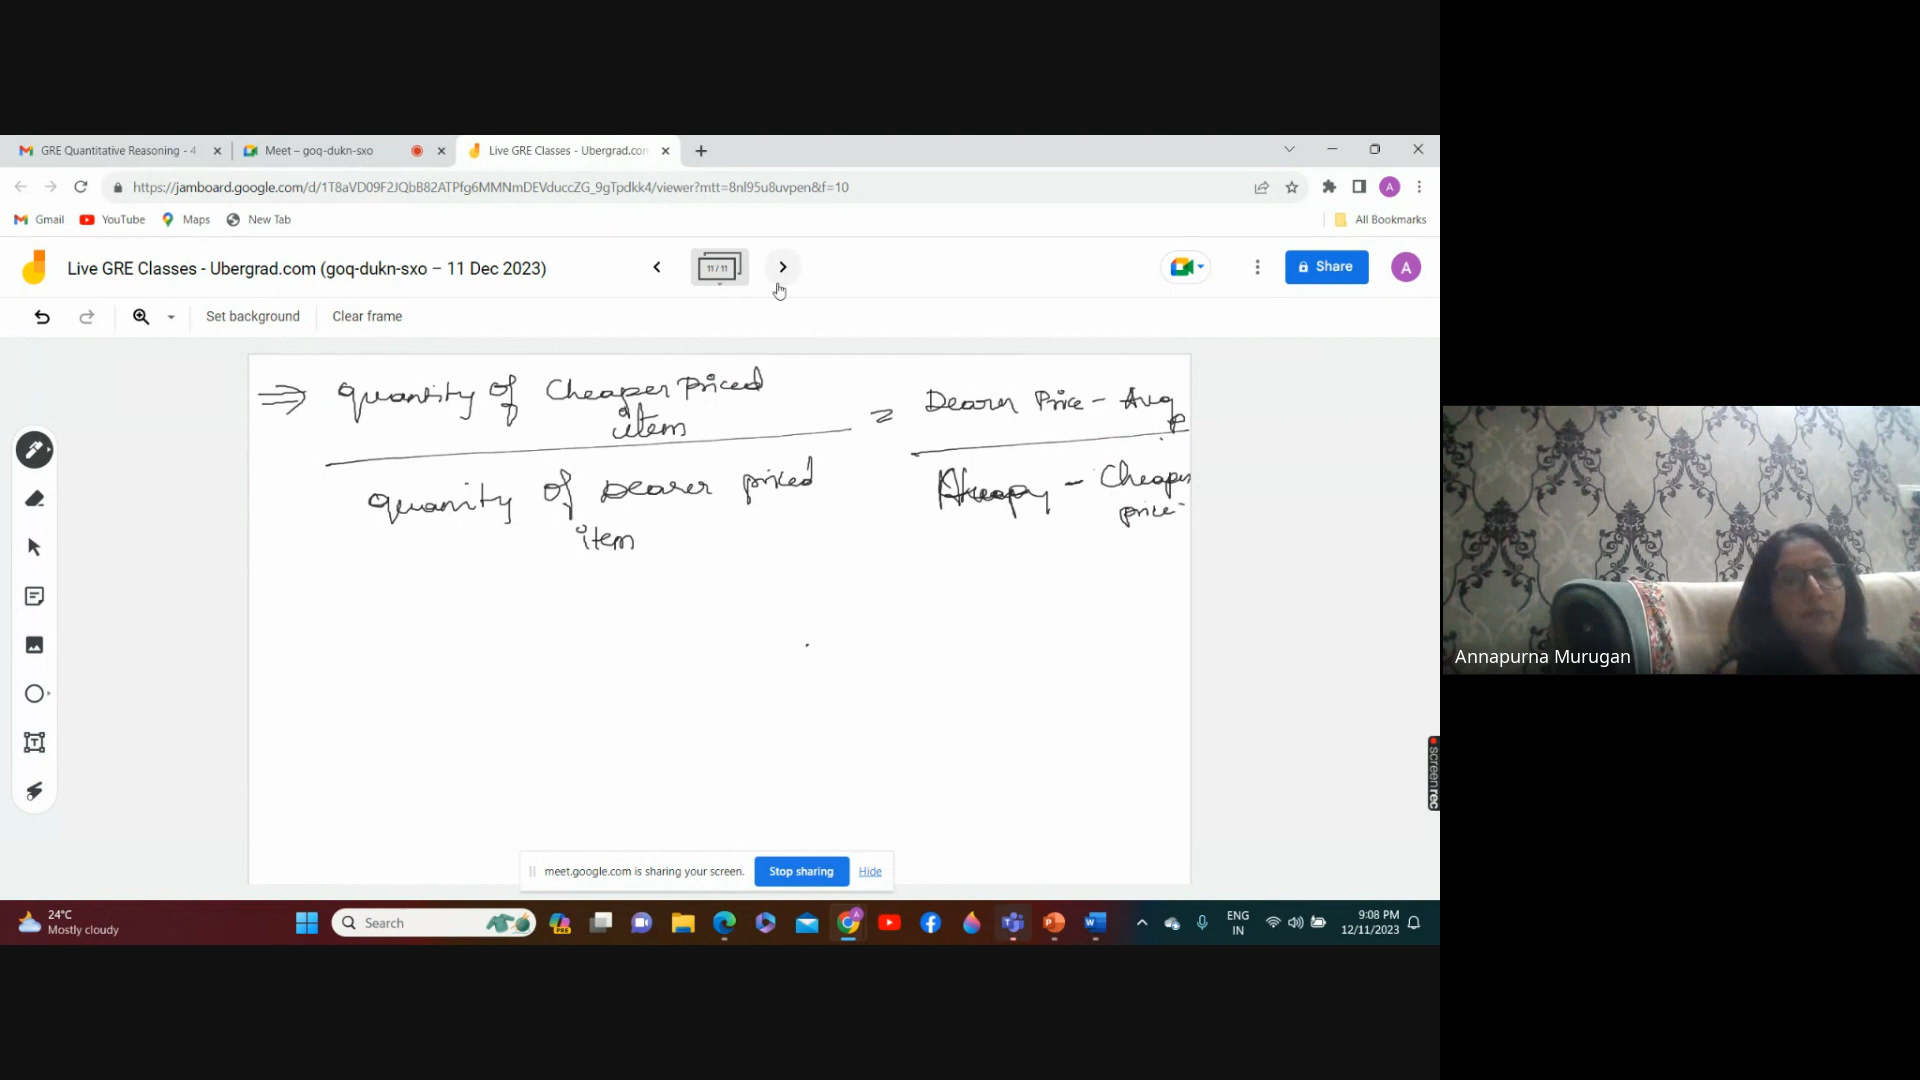 GRE Quantitative Reasoning - 4
Meet – goq-dukn-sxo
Live GRE Classes - Ubergrad.con
https://jamboard.google.com/d/1T8aVD09F2JQbB82ATPfg6MMNmDEVduccZG_9gTpdkk4/viewer?mtt=8nl95u8uvpen&f=10
A
Gmail YouTube Maps New Tab All Bookmarks
Live GRE Classes - Ubergrad.com (goq-dukn-sxo – 11 Dec 2023)
11 / 11
Share
A
Set background Clear frame
quantity of Cheaper Priced
item
= Dearer Price - Avg
P
quanity of Dearer priced
item
- Cheaper
price
Annapurna Murugan
screenrec
meet.google.com is sharing your screen. Stop sharing Hide
24°C
Mostly cloudy
Search
PRE
ENG
IN
9:08 PM
12/11/2023